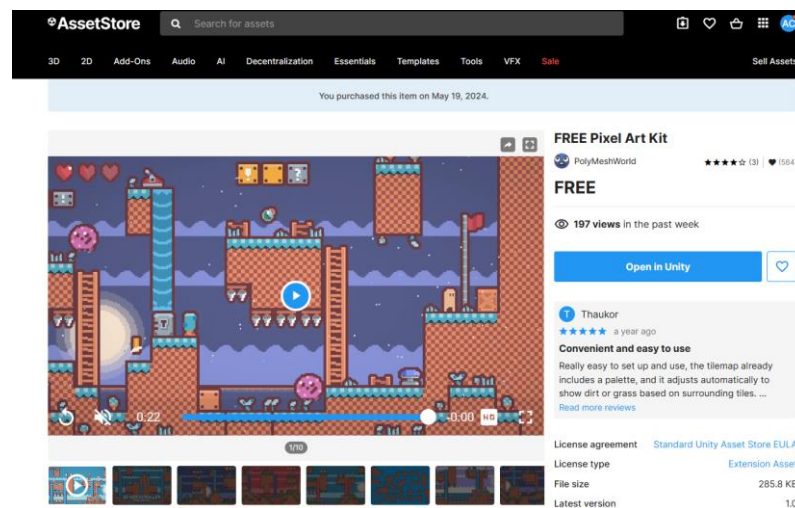 AssetStore
Search for assets
AC
3D 2D Add-Ons Audio AI Decentralization Essentials Templates Tools VFX Sale Sell Assets
You purchased this item on May 19, 2024.
FREE Pixel Art Kit
PolyMeshWorld (3) (584
FREE
197 views in the past week
Open in Unity
T Thaukor
a year ago
Convenient and easy to use
Really easy to set up and use, the tilemap already
includes a palette, and it adjusts automatically to
show dirt or grass based on surrounding tiles. ...
Read more reviews
0:22 -0:00 HD
1/10
License agreement Standard Unity Asset Store EULA
License type Extension Asset
File size 285.8 KB
Latest version 1.0